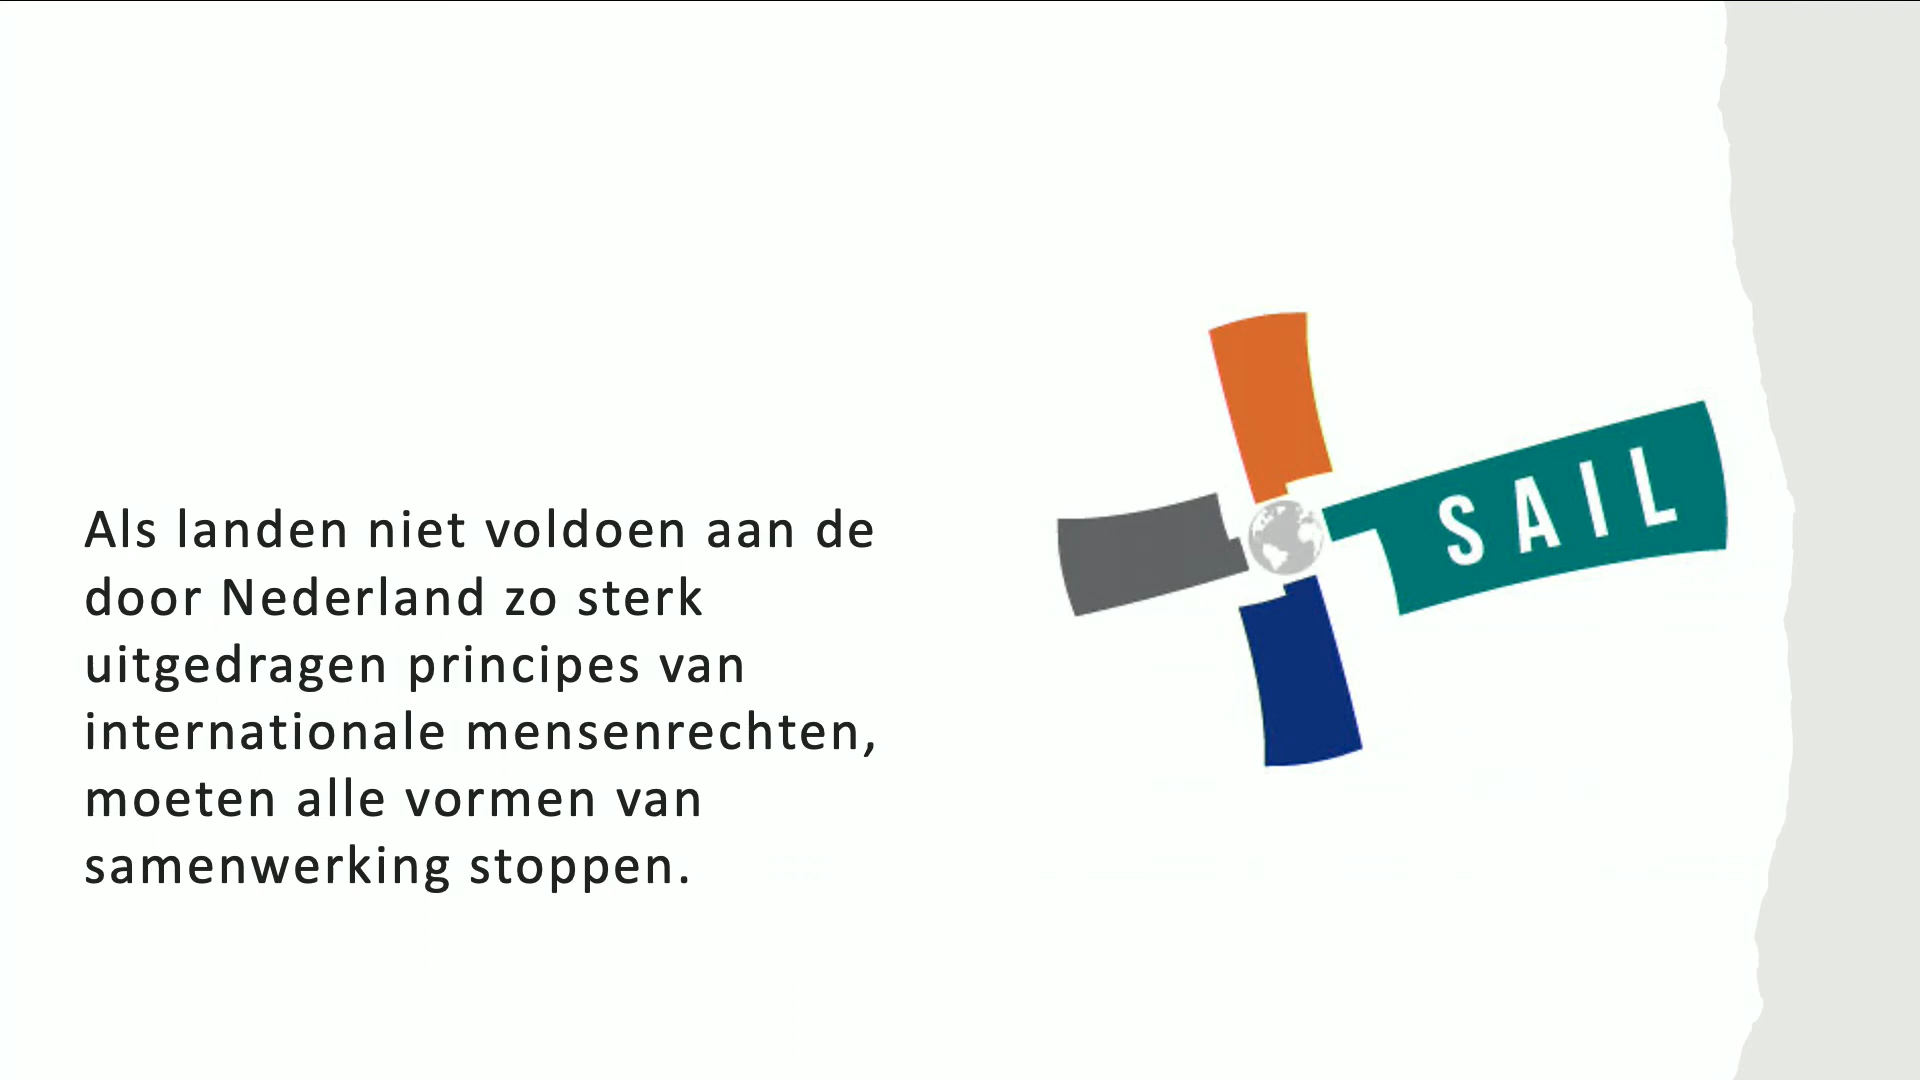 Als landen niet voldoen aan de
door Nederland zo sterk
uitgedragen principes van
internationale mensenrechten,
moeten alle vormen van
samenwerking stoppen.
SAIL